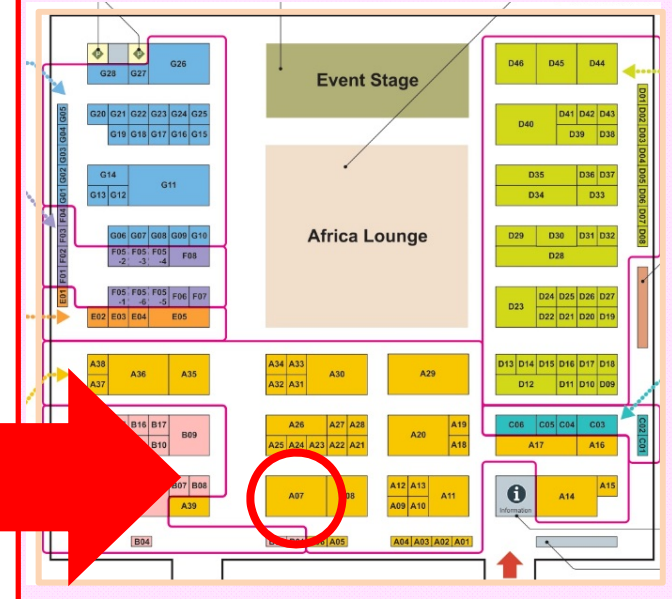 G26
G28 G27
Event Stage
D46 D45 D44
G05
G04
G03
G02
G01
F04
F03
F02
F01
E01
G20 G21 G22 G23 G24 G25
G19 G18 G17 G16 G15
D40 D41 D42 D43
D39 D38
D01
D02
D03
D04
D05
D06
D07
D08
G14
G13 G12 G11
D35 D36 D37
D34 D33
Africa Lounge
G06 G07 G08 G09 G10
F05-2 F05-3 F05-4 F08
D29 D30 D31 D32
D28
F05-1 F05-6 F05-5 F06 F07
E02 E03 E04 E05
D23 D24 D25 D26 D27
D22 D21 D20 D19
A38 A36 A35
A37
A34 A33 A30 A29
A32 A31
D13 D14 D15 D16 D17 D18
D12 D11 D10 D09
B16 B17 B09
B10
A26 A27 A28
A25 A24 A23 A22 A21
A20 A19
A18
C06 C05 C04 C03
A17 A16
C02
C01
B07 B08
A39
A07
A12 A13 A11
A09 A10
Information
A14 A15
B04
A05
A04 A03 A02 A01